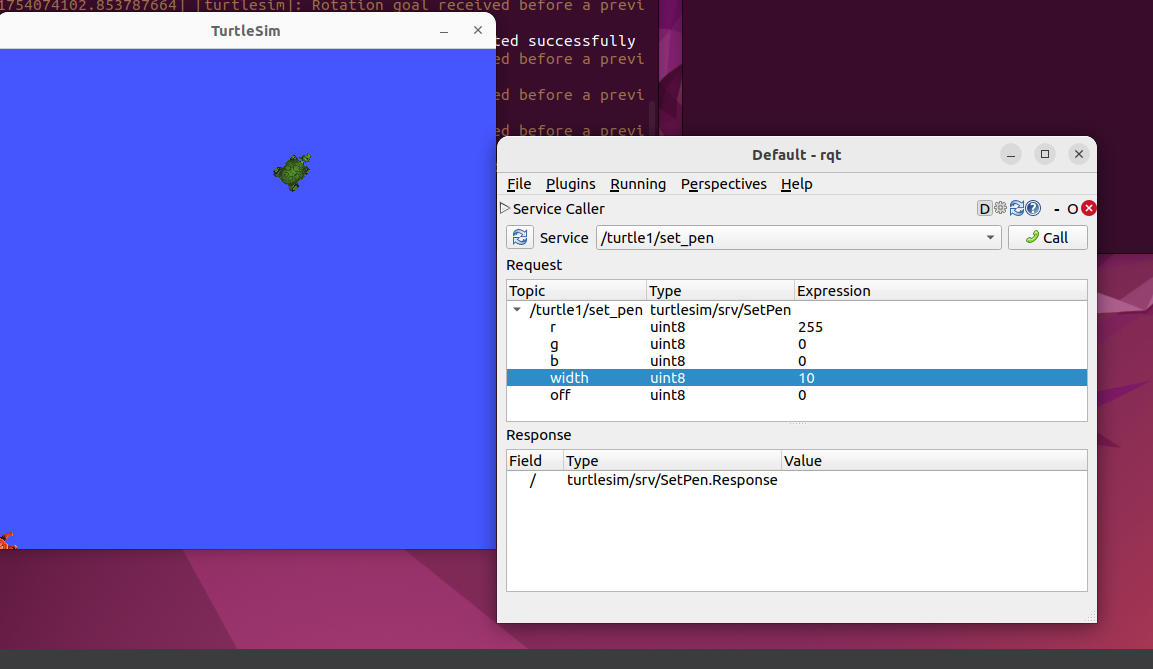 1754074102.853787664] [turtlesim]: Rotation goal received before a previ
TurtleSim
ted successfully
ed before a previ
ed before a previ
ed before a previ
Default - rqt
File Plugins Running Perspectives Help
Service Caller D - O
Service /turtle1/set_pen Call
Request
Topic Type Expression
/turtle1/set_pen turtlesim/srv/SetPen
r uint8 255
g uint8 0
b uint8 0
width uint8 10
off uint8 0
Response
Field Type Value
/ turtlesim/srv/SetPen.Response